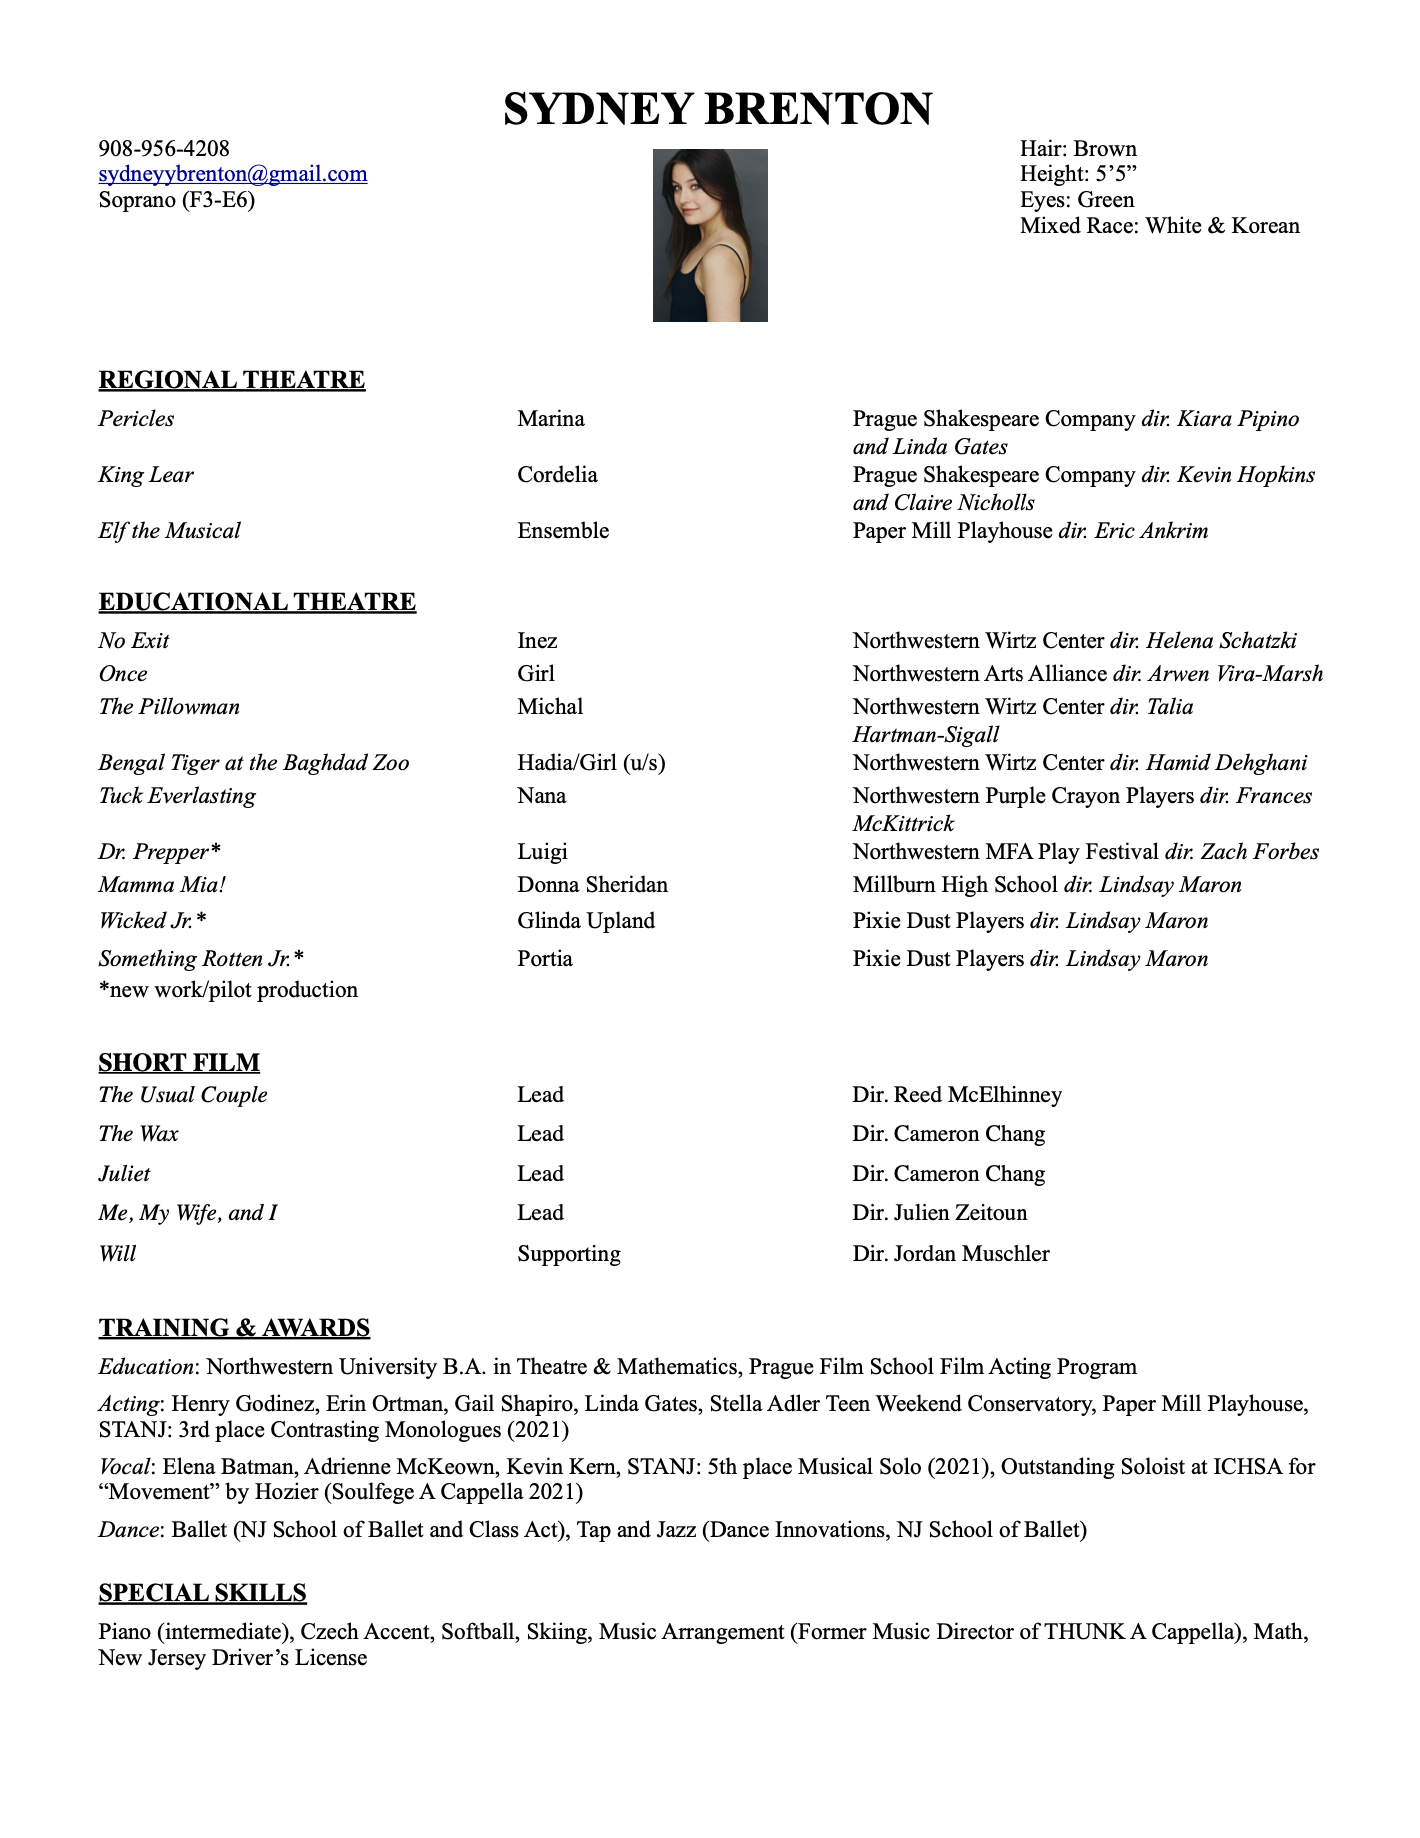 SYDNEY BRENTON
908-956-4208
sydneyybrenton@gmail.com
Soprano (F3-E6)
Hair: Brown
Height: 5’5”
Eyes: Green
Mixed Race: White & Korean
REGIONAL THEATRE
Pericles Marina Prague Shakespeare Company dir. Kiara Pipino
and Linda Gates
King Lear Cordelia Prague Shakespeare Company dir. Kevin Hopkins
and Claire Nicholls
Elf the Musical Ensemble Paper Mill Playhouse dir. Eric Ankrim
EDUCATIONAL THEATRE
No Exit Inez Northwestern Wirtz Center dir. Helena Schatzki
Once Girl Northwestern Arts Alliance dir. Arwen Vira-Marsh
The Pillowman Michal Northwestern Wirtz Center dir. Talia
Hartman-Sigall
Bengal Tiger at the Baghdad Zoo Hadia/Girl (u/s) Northwestern Wirtz Center dir. Hamid Dehghani
Tuck Everlasting Nana Northwestern Purple Crayon Players dir. Frances
McKittrick
Dr. Prepper* Luigi Northwestern MFA Play Festival dir. Zach Forbes
Mamma Mia! Donna Sheridan Millburn High School dir. Lindsay Maron
Wicked Jr.* Glinda Upland Pixie Dust Players dir. Lindsay Maron
Something Rotten Jr.* Portia Pixie Dust Players dir. Lindsay Maron
*new work/pilot production
SHORT FILM
The Usual Couple Lead Dir. Reed McElhinney
The Wax Lead Dir. Cameron Chang
Juliet Lead Dir. Cameron Chang
Me, My Wife, and I Lead Dir. Julien Zeitoun
Will Supporting Dir. Jordan Muschler
TRAINING & AWARDS
Education: Northwestern University B.A. in Theatre & Mathematics, Prague Film School Film Acting Program
Acting: Henry Godinez, Erin Ortman, Gail Shapiro, Linda Gates, Stella Adler Teen Weekend Conservatory, Paper Mill Playhouse,
STANJ: 3rd place Contrasting Monologues (2021)
Vocal: Elena Batman, Adrienne McKeown, Kevin Kern, STANJ: 5th place Musical Solo (2021), Outstanding Soloist at ICHSA for
“Movement” by Hozier (Soulfege A Cappella 2021)
Dance: Ballet (NJ School of Ballet and Class Act), Tap and Jazz (Dance Innovations, NJ School of Ballet)
SPECIAL SKILLS
Piano (intermediate), Czech Accent, Softball, Skiing, Music Arrangement (Former Music Director of THUNK A Cappella), Math,
New Jersey Driver’s License